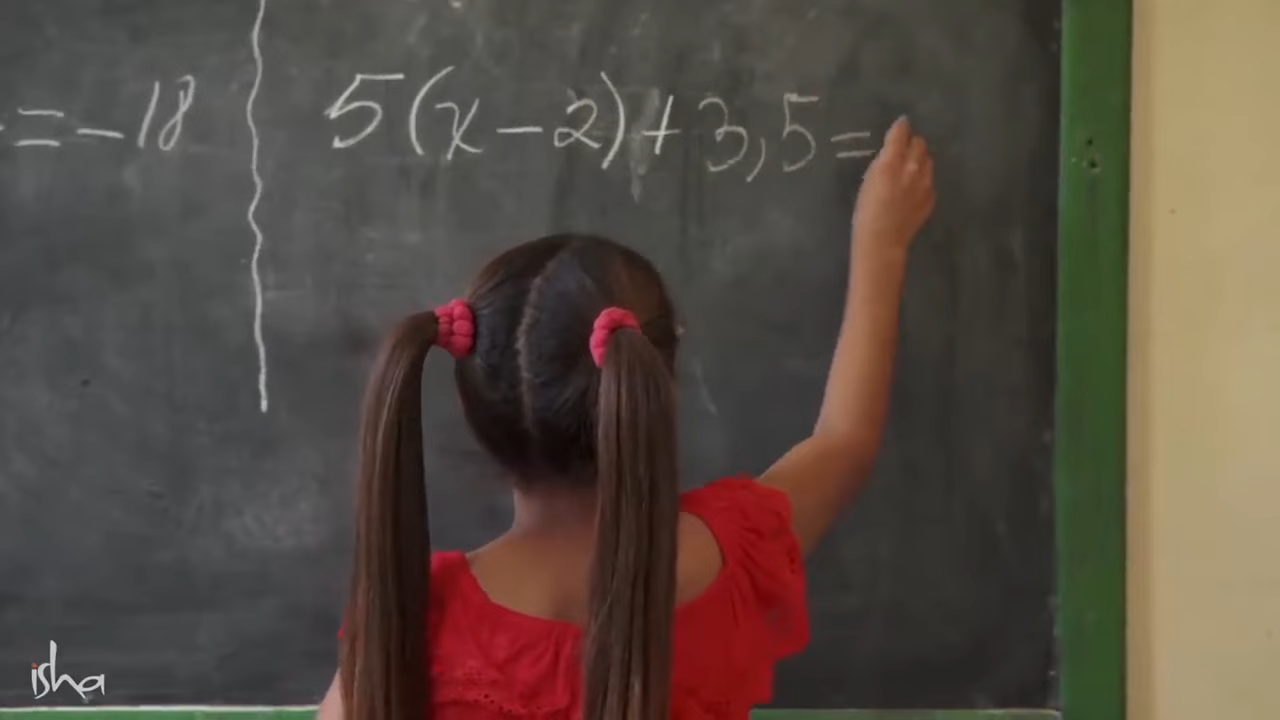 = -18
5(x-2)+3,5=
isha